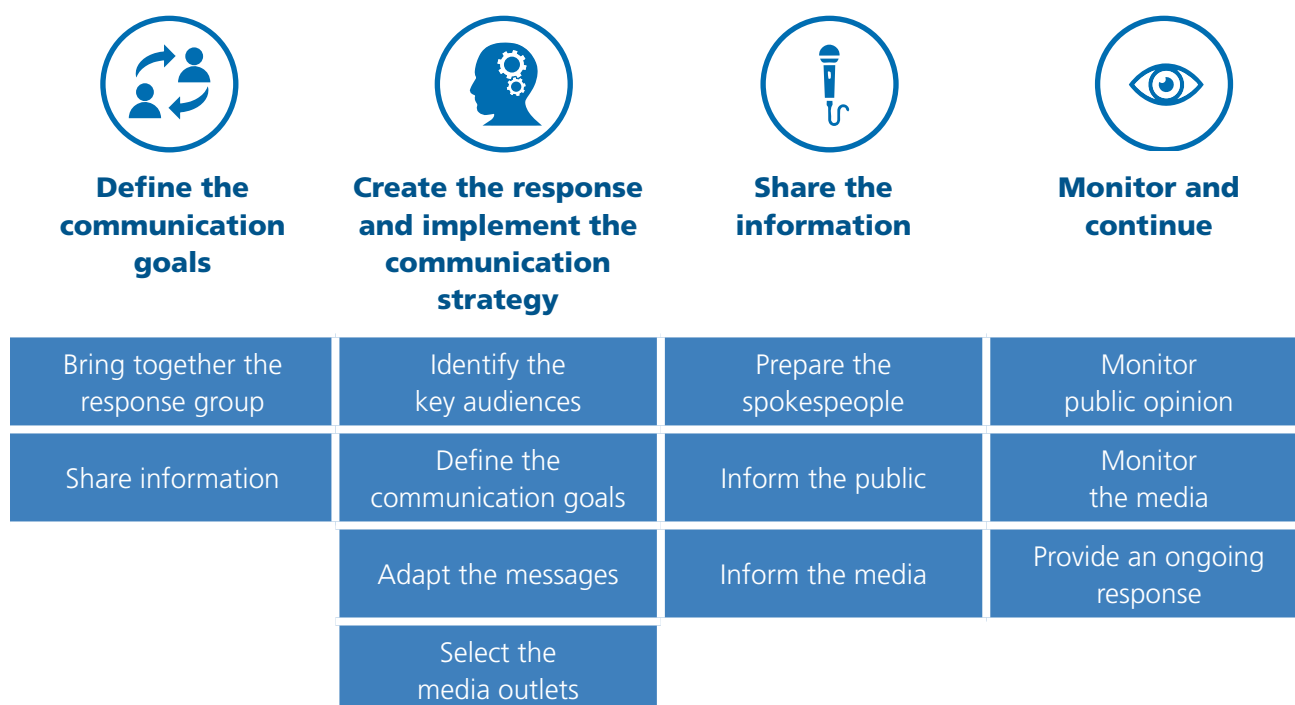 Define the
communication
goals
Create the response
and implement the
communication
strategy
Share the
information
Monitor and
continue
Bring together the
response group
Share information
Identify the
key audiences
Define the
communication goals
Adapt the messages
Select the
media outlets
Prepare the
spokespeople
Inform the public
Inform the media
Monitor
public opinion
Monitor
the media
Provide an ongoing
response